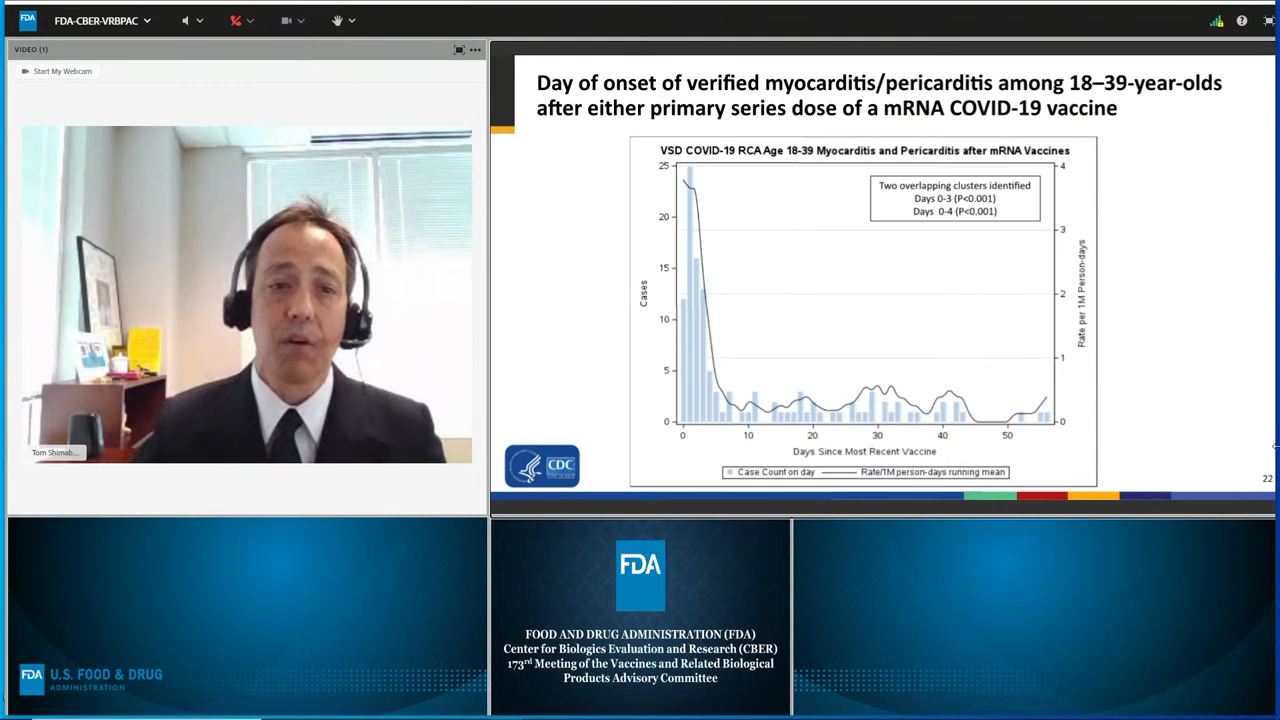 FDA
FDA-CBER-VRBPAC
VIDEO (1)
Start My Webcam
Tom Shimab...
Day of onset of verified myocarditis/pericarditis among 18–39-year-olds
after either primary series dose of a mRNA COVID-19 vaccine
VSD COVID-19 RCA Age 18-39 Myocarditis and Pericarditis after mRNA Vaccines
Two overlapping clusters identified
Days 0-3 (P<0.001)
Days 0-4 (P<0.001)
25
20
15
10
5
0
Cases
4
3
2
1
0
Rate per 1M Person-days
0 10 20 30 40 50
Days Since Most Recent Vaccine
Case Count on day Rate/1M person-days running mean
CDC
22
FDA
FOOD AND DRUG ADMINISTRATION (FDA)
Center for Biologics Evaluation and Research (CBER)
173rd Meeting of the Vaccines and Related Biological
Products Advisory Committee
FDA U.S. FOOD & DRUG
ADMINISTRATION